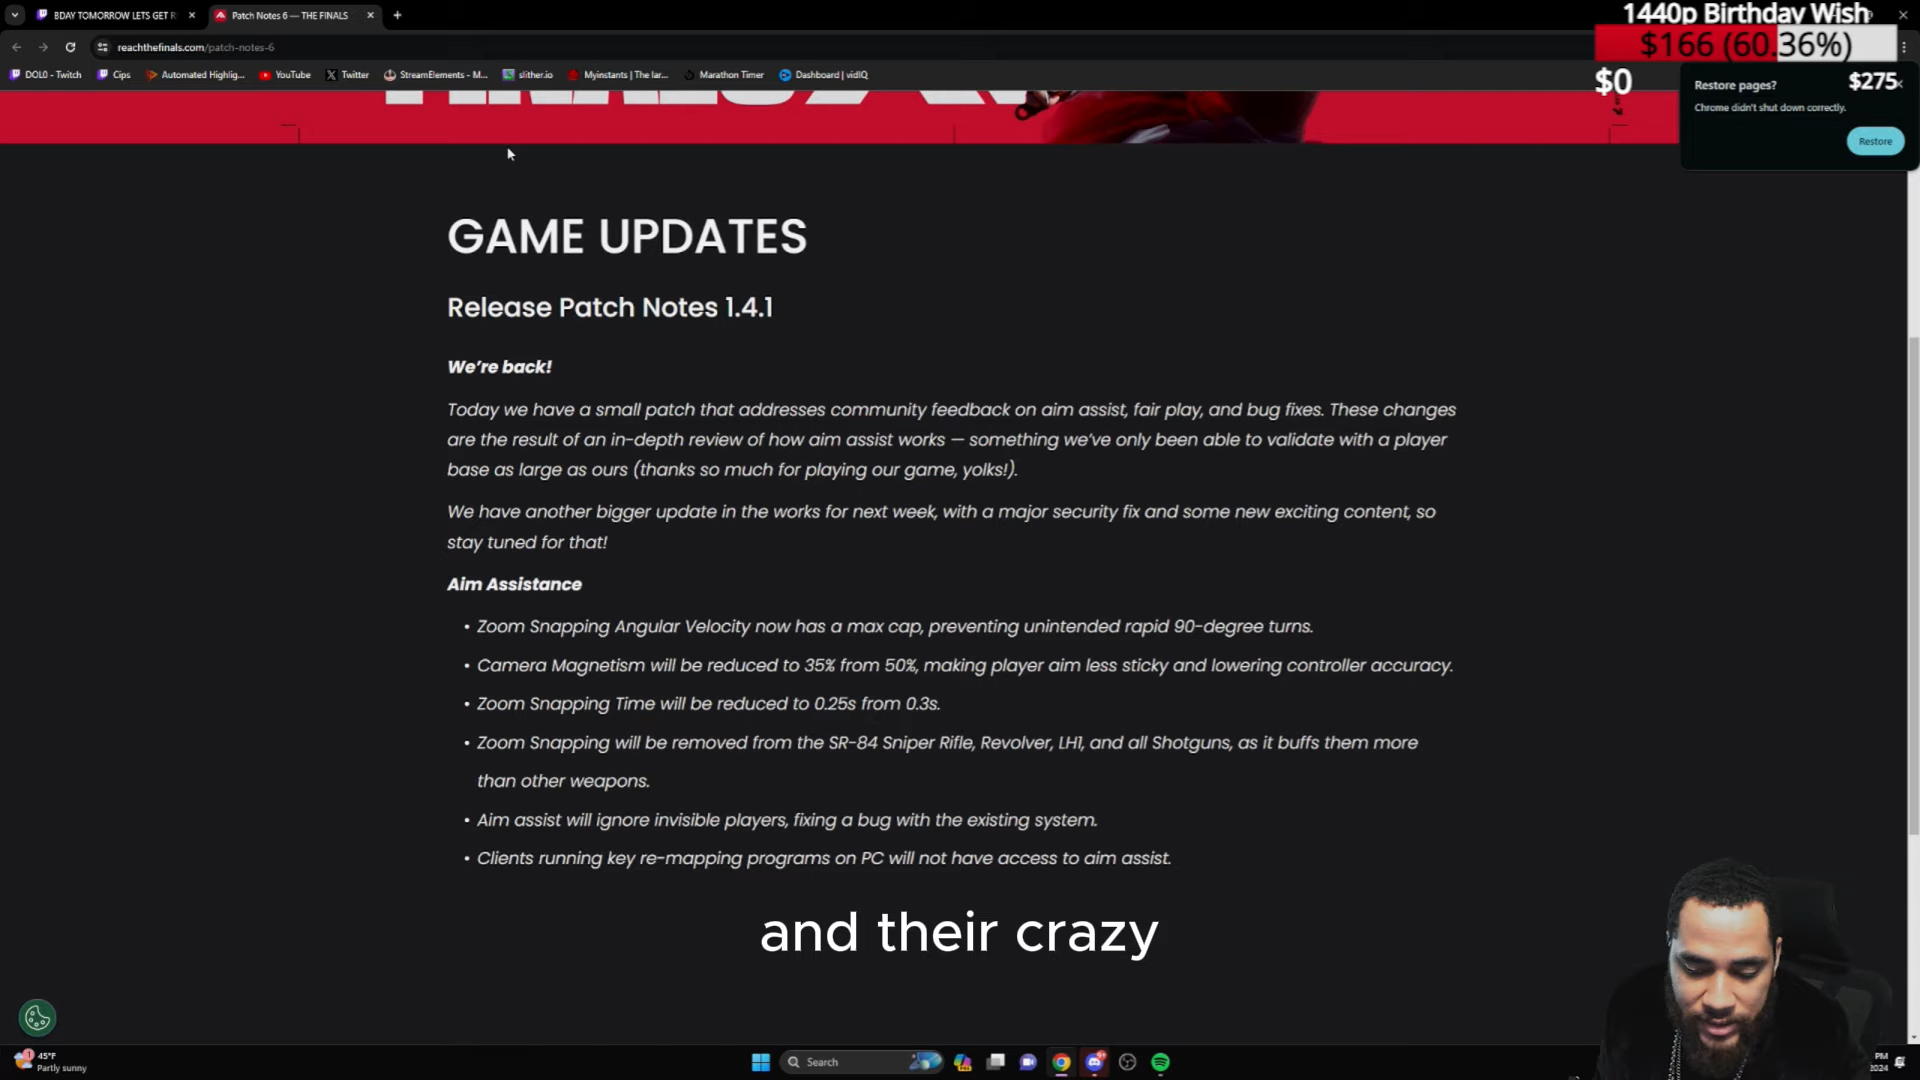 BDAY TOMORROW LETS GET R
Patch Notes 6 — THE FINALS
1440p Birthday Wish
$166 (60.36%)
$0
$275
reachthefinals.com/patch-notes-6
DOL0 - Twitch
Cips
Automated Highlig...
YouTube
Twitter
StreamElements - M...
slither.io
Myinstants | The lar...
Marathon Timer
Dashboard | vidIQ
Restore pages?
Chrome didn't shut down correctly.
Restore
GAME UPDATES
Release Patch Notes 1.4.1
We're back!
Today we have a small patch that addresses community feedback on aim assist, fair play, and bug fixes. These changes
are the result of an in-depth review of how aim assist works — something we've only been able to validate with a player
base as large as ours (thanks so much for playing our game, yolks!).
We have another bigger update in the works for next week, with a major security fix and some new exciting content, so
stay tuned for that!
Aim Assistance
• Zoom Snapping Angular Velocity now has a max cap, preventing unintended rapid 90-degree turns.
• Camera Magnetism will be reduced to 35% from 50%, making player aim less sticky and lowering controller accuracy.
• Zoom Snapping Time will be reduced to 0.25s from 0.3s.
• Zoom Snapping will be removed from the SR-84 Sniper Rifle, Revolver, LH1, and all Shotguns, as it buffs them more
than other weapons.
• Aim assist will ignore invisible players, fixing a bug with the existing system.
• Clients running key re-mapping programs on PC will not have access to aim assist.
and their crazy
45°F
Partly sunny
Search
PM
2024